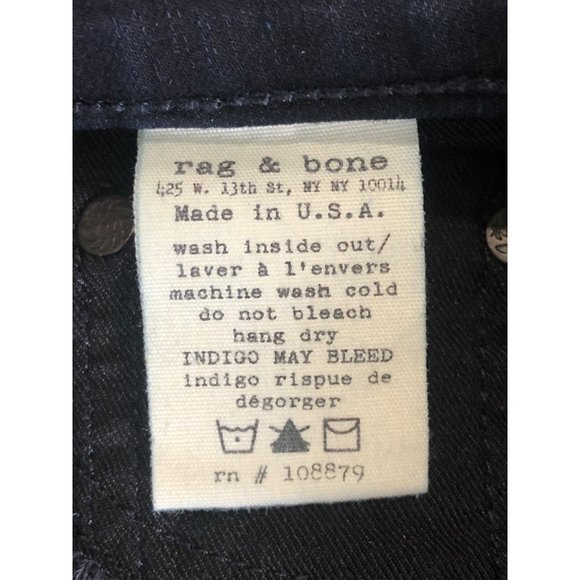 rag & bone
425 W. 13th St, NY NY 10014
Made in U.S.A.
wash inside out/
laver à l'envers
machine wash cold
do not bleach
hang dry
INDIGO MAY BLEED
indigo rispue de
dégorger
rn # 108879